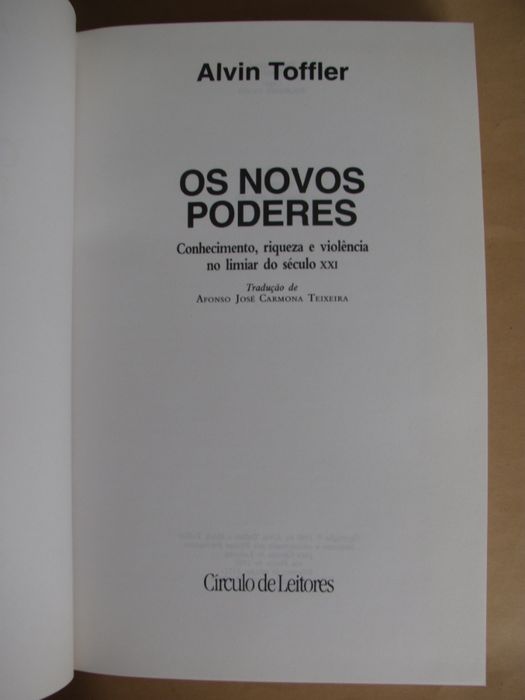 Alvin Toffler
OS NOVOS
PODERES
Conhecimento, riqueza e violência
no limiar do século XXI
Tradução de
AFONSO JOSÉ CARMONA TEIXEIRA
Círculo de Leitores